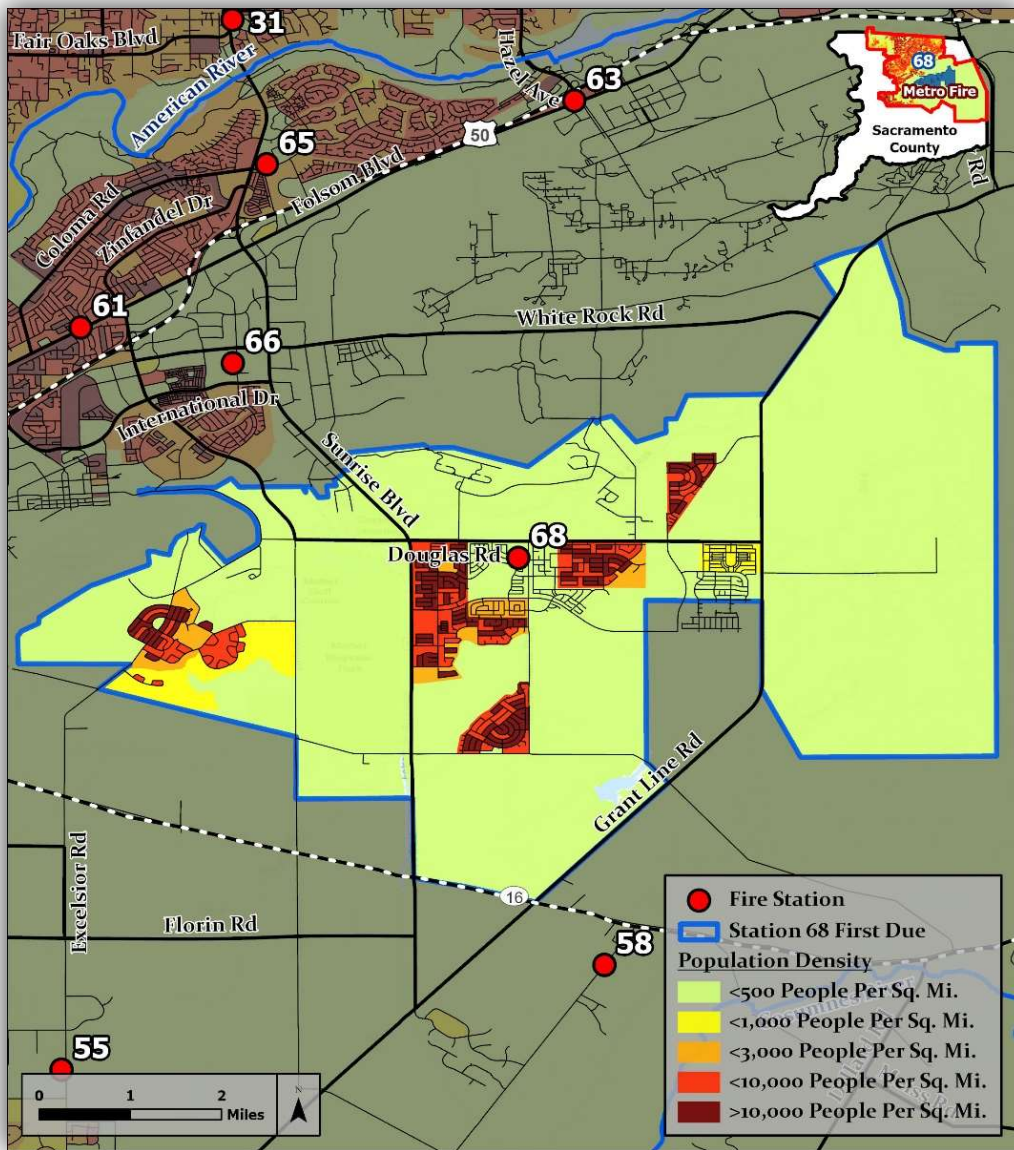 31
Fair Oaks Blvd
American River
Hazel Ave
63
68
Metro Fire
Sacramento
County
Rd
50
65
Folsom Blvd
Coloma Rd
Zinfandel Dr
61
White Rock Rd
66
International Dr
Sunrise Blvd
68
Douglas Rd
Grant Line Rd
Excelsior Rd
16
Florin Rd
58
55
Fire Station
Station 68 First Due
Population Density
<500 People Per Sq. Mi.
<1,000 People Per Sq. Mi.
<3,000 People Per Sq. Mi.
<10,000 People Per Sq. Mi.
>10,000 People Per Sq. Mi.
Cosumnes River
Meiss Rd
0 1 2
Miles
N